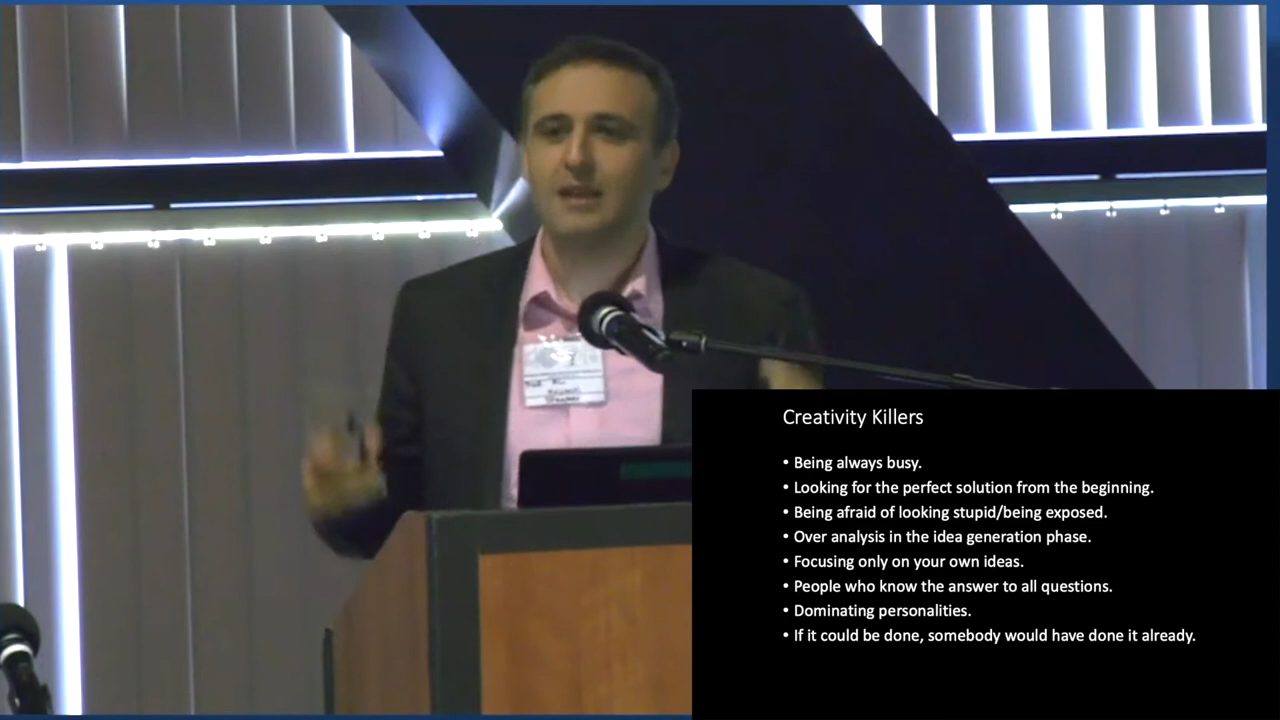 Creativity Killers
• Being always busy.
• Looking for the perfect solution from the beginning.
• Being afraid of looking stupid/being exposed.
• Over analysis in the idea generation phase.
• Focusing only on your own ideas.
• People who know the answer to all questions.
• Dominating personalities.
• If it could be done, somebody would have done it already.